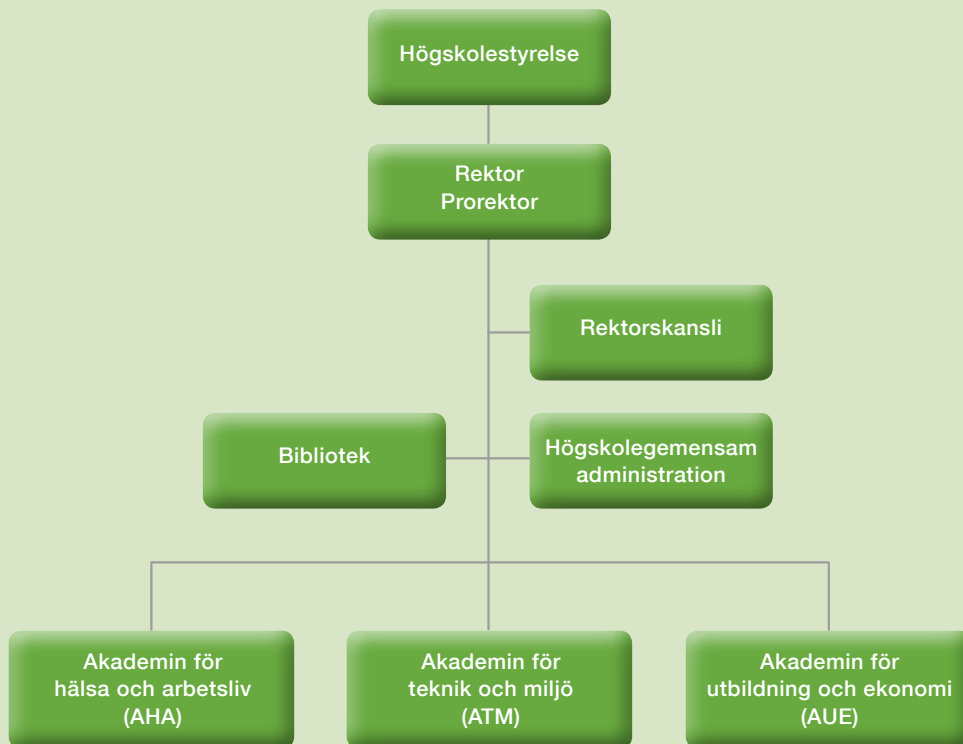 Högskolestyrelse
Rektor
Prorektor
Rektorskansli
Bibliotek
Högskolegemensam
administration
Akademin för
hälsa och arbetsliv
(AHA)
Akademin för
teknik och miljö
(ATM)
Akademin för
utbildning och ekonomi
(AUE)